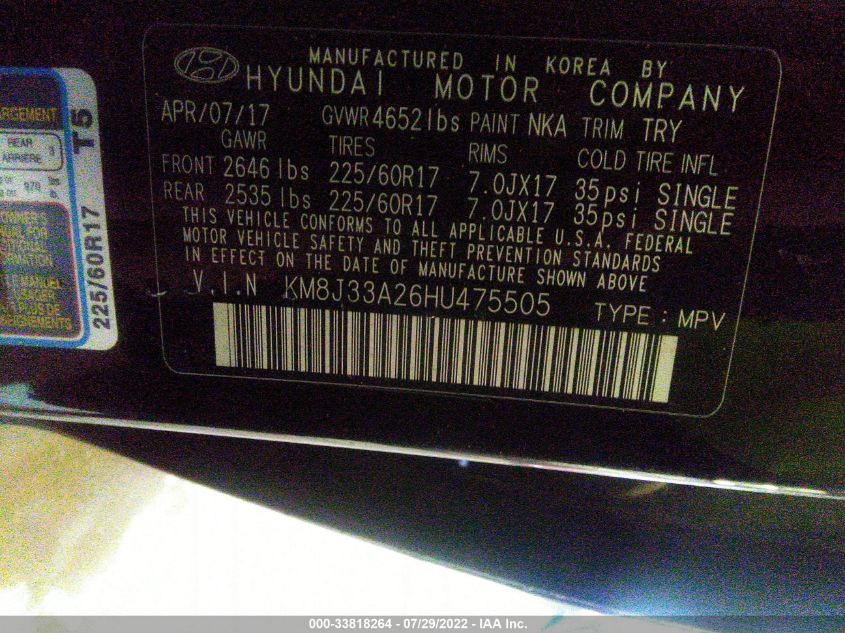 MANUFACTURED IN KOREA BY
HYUNDAI MOTOR COMPANY
APR/07/17 GVWR 4652lbs PAINT NKA TRIM TRY
GAWR TIRES RIMS COLD TIRE INFL
FRONT 2646 lbs 225/60R17 7.0JX17 35psi SINGLE
REAR 2535 lbs 225/60R17 7.0JX17 35psi SINGLE
THIS VEHICLE CONFORMS TO ALL APPLICABLE U.S.A. FEDERAL
MOTOR VEHICLE SAFETY AND THEFT PREVENTION STANDARDS
IN EFFECT ON THE DATE OF MANUFACTURE SHOWN ABOVE
V.I.N KM8J33A26HU475505 TYPE : MPV
REAR
ARRIÈRE
T5
225/60R17
000-33818264 - 07/29/2022 - IAA Inc.